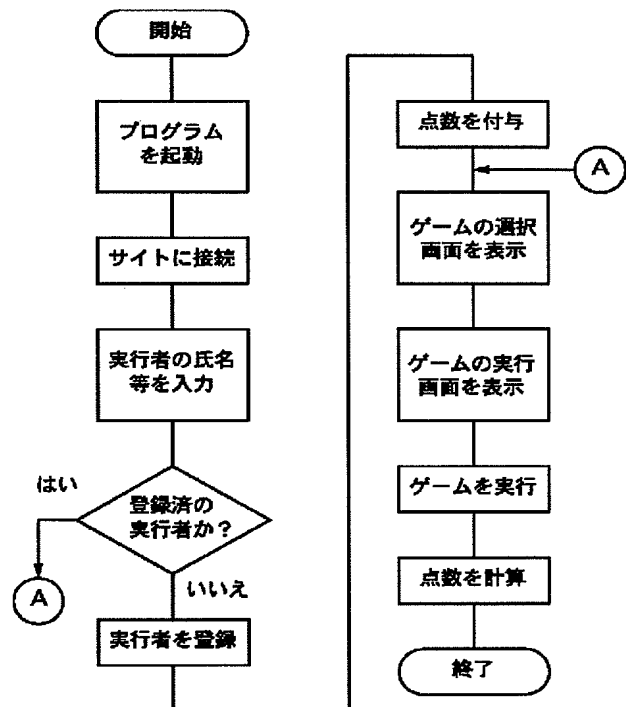 開始
プログラム
を起動
サイトに接続
実行者の氏名
等を入力
登録済の
実行者か？
はい
A
いいえ
実行者を登録
点数を付与
A
ゲームの選択
画面を表示
ゲームの実行
画面を表示
ゲームを実行
点数を計算
終了